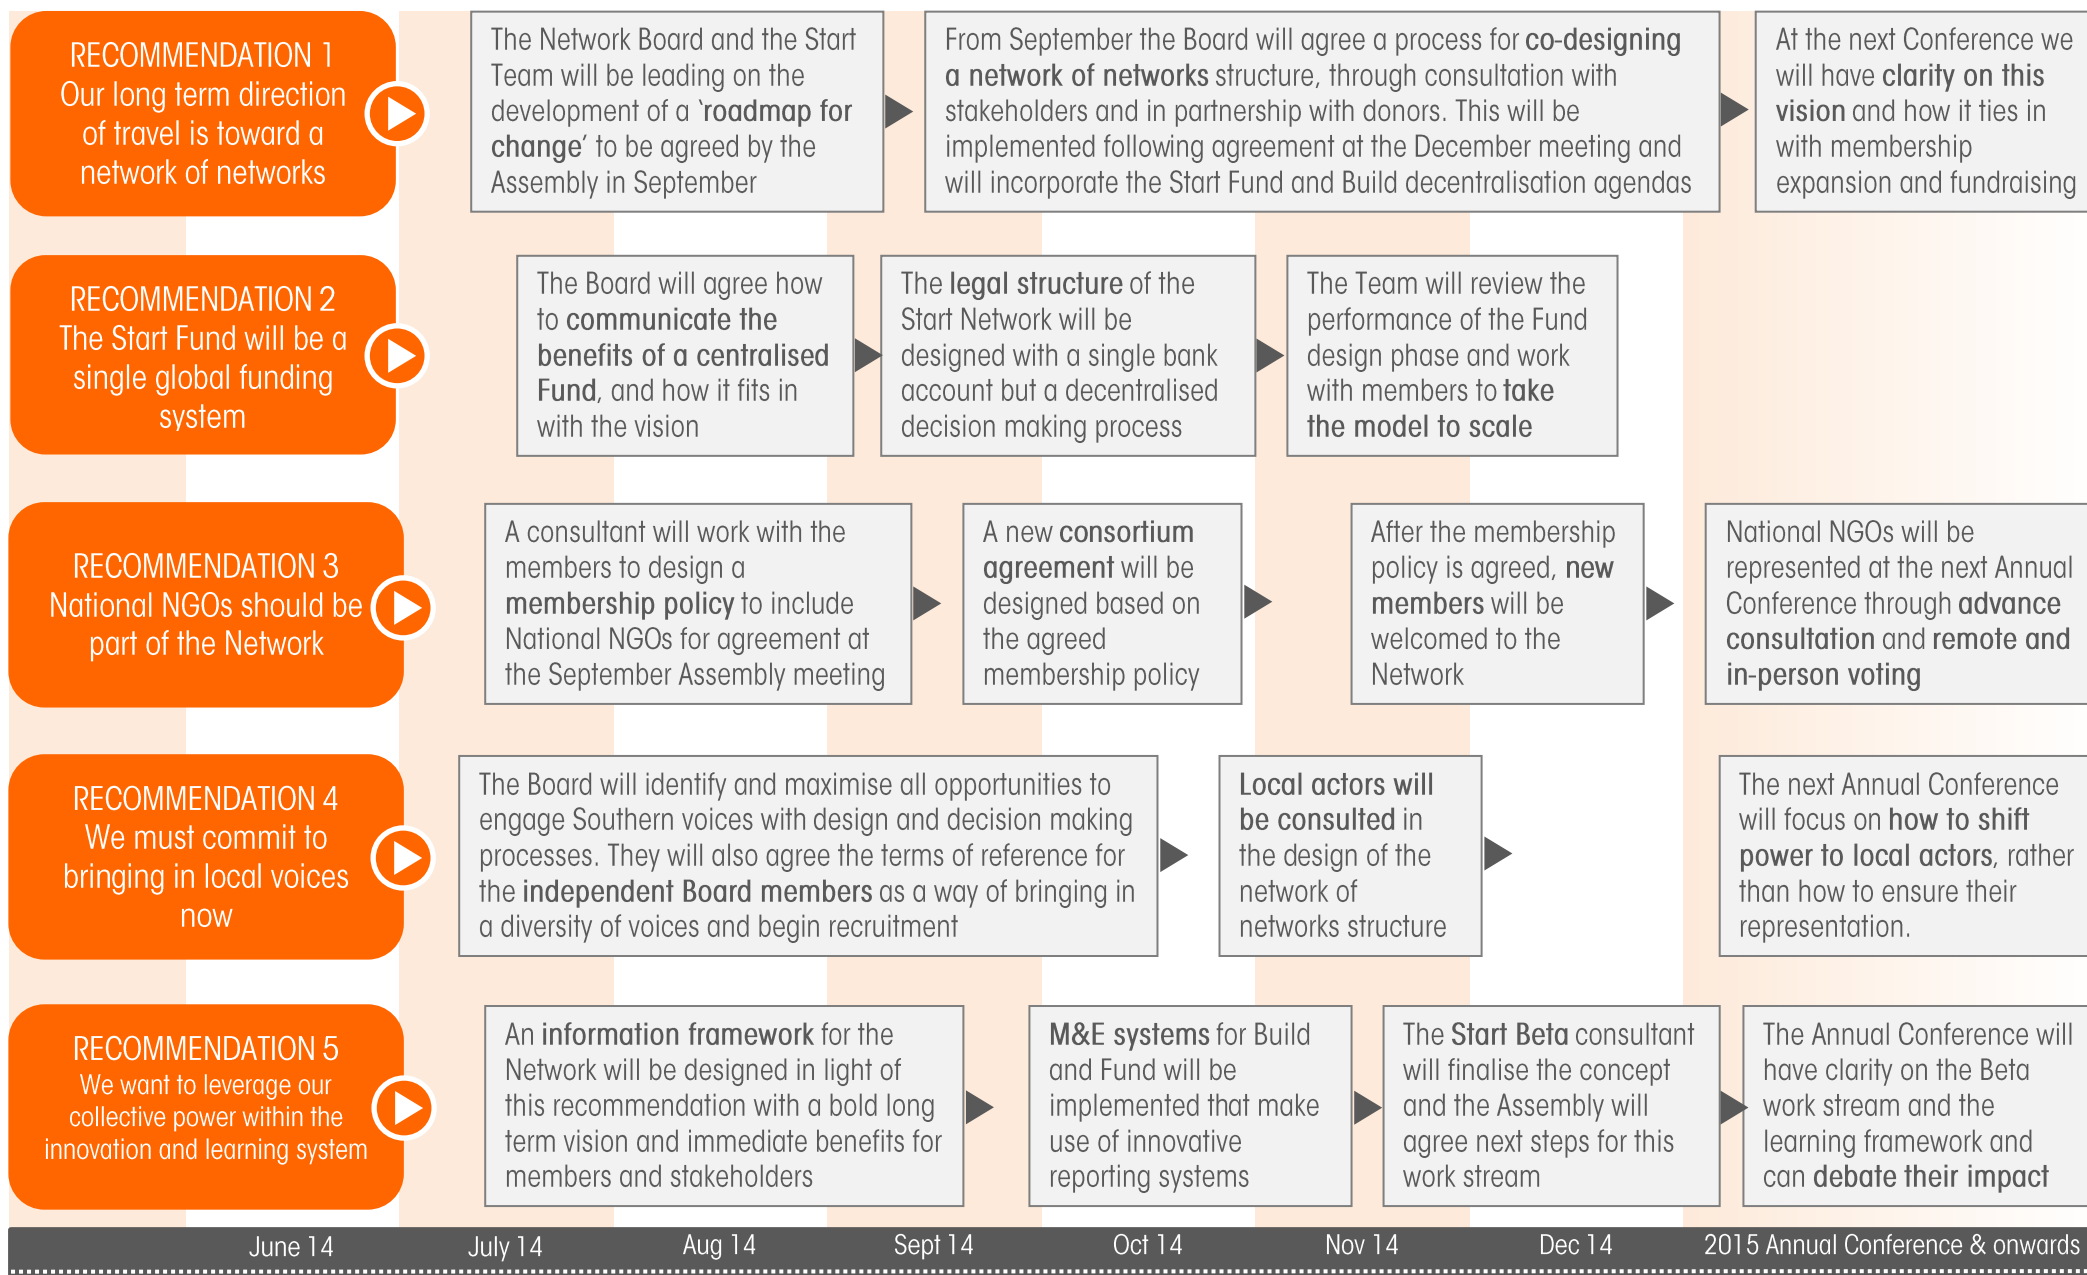 RECOMMENDATION 1
Our long term direction
of travel is toward a
network of networks
The Network Board and the Start
Team will be leading on the
development of a ‘roadmap for
change’ to be agreed by the
Assembly in September
From September the Board will agree a process for co-designing
a network of networks structure, through consultation with
stakeholders and in partnership with donors. This will be
implemented following agreement at the December meeting and
will incorporate the Start Fund and Build decentralisation agendas
At the next Conference we
will have clarity on this
vision and how it ties in
with membership
expansion and fundraising
RECOMMENDATION 2
The Start Fund will be a
single global funding
system
The Board will agree how
to communicate the
benefits of a centralised
Fund, and how it fits in
with the vision
The legal structure of the
Start Network will be
designed with a single bank
account but a decentralised
decision making process
The Team will review the
performance of the Fund
design phase and work
with members to take
the model to scale
RECOMMENDATION 3
National NGOs should be
part of the Network
A consultant will work with the
members to design a
membership policy to include
National NGOs for agreement at
the September Assembly meeting
A new consortium
agreement will be
designed based on
the agreed
membership policy
After the membership
policy is agreed, new
members will be
welcomed to the
Network
National NGOs will be
represented at the next Annual
Conference through advance
consultation and remote and
in-person voting
RECOMMENDATION 4
We must commit to
bringing in local voices
now
The Board will identify and maximise all opportunities to
engage Southern voices with design and decision making
processes. They will also agree the terms of reference for
the independent Board members as a way of bringing in
a diversity of voices and begin recruitment
Local actors will
be consulted in
the design of the
network of
networks structure
The next Annual Conference
will focus on how to shift
power to local actors, rather
than how to ensure their
representation.
RECOMMENDATION 5
We want to leverage our
collective power within the
innovation and learning system
An information framework for the
Network will be designed in light of
this recommendation with a bold long
term vision and immediate benefits for
members and stakeholders
M&E systems for Build
and Fund will be
implemented that make
use of innovative
reporting systems
The Start Beta consultant
will finalise the concept
and the Assembly will
agree next steps for this
work stream
The Annual Conference will
have clarity on the Beta
work stream and the
learning framework and
can debate their impact
June 14 July 14 Aug 14 Sept 14 Oct 14 Nov 14 Dec 14 2015 Annual Conference & onwards